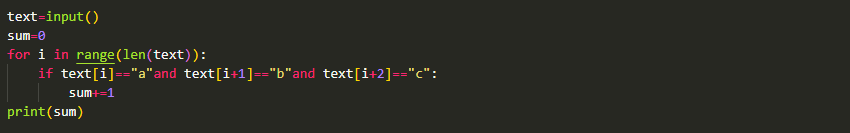 text=input()
sum=0
for i in range(len(text)):
    if text[i]=="a"and text[i+1]=="b"and text[i+2]=="c":
        sum+=1
print(sum)